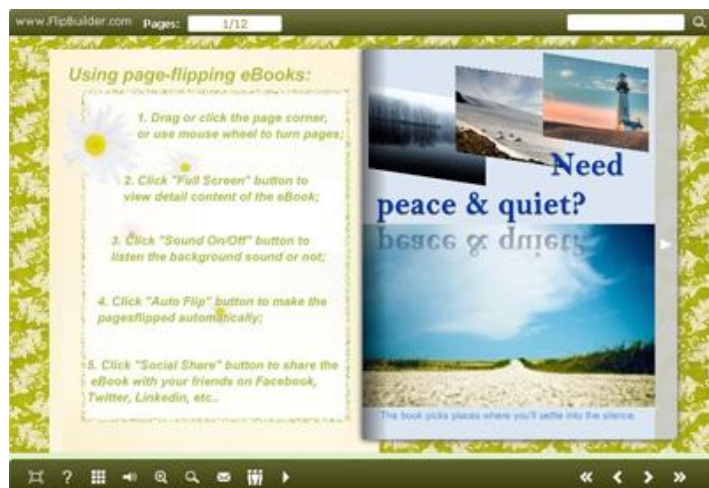 www.FlipBuilder.com Pages: 1/12
Using page-flipping eBooks:
1. Drag or click the page corner,
or use mouse wheel to turn pages;
2. Click "Full Screen" button to
view detail content of the eBook;
3. Click "Sound On/Off" button to
listen the background sound or not;
4. Click "Auto Flip" button to make the
pagesflipped automatically;
5. Click "Social Share" button to share the
eBook with your friends on Facebook,
Twitter, Linkedin, etc..
Need
peace & quiet?
peace & quiet?
The book picks places where you'll settle into the silence.